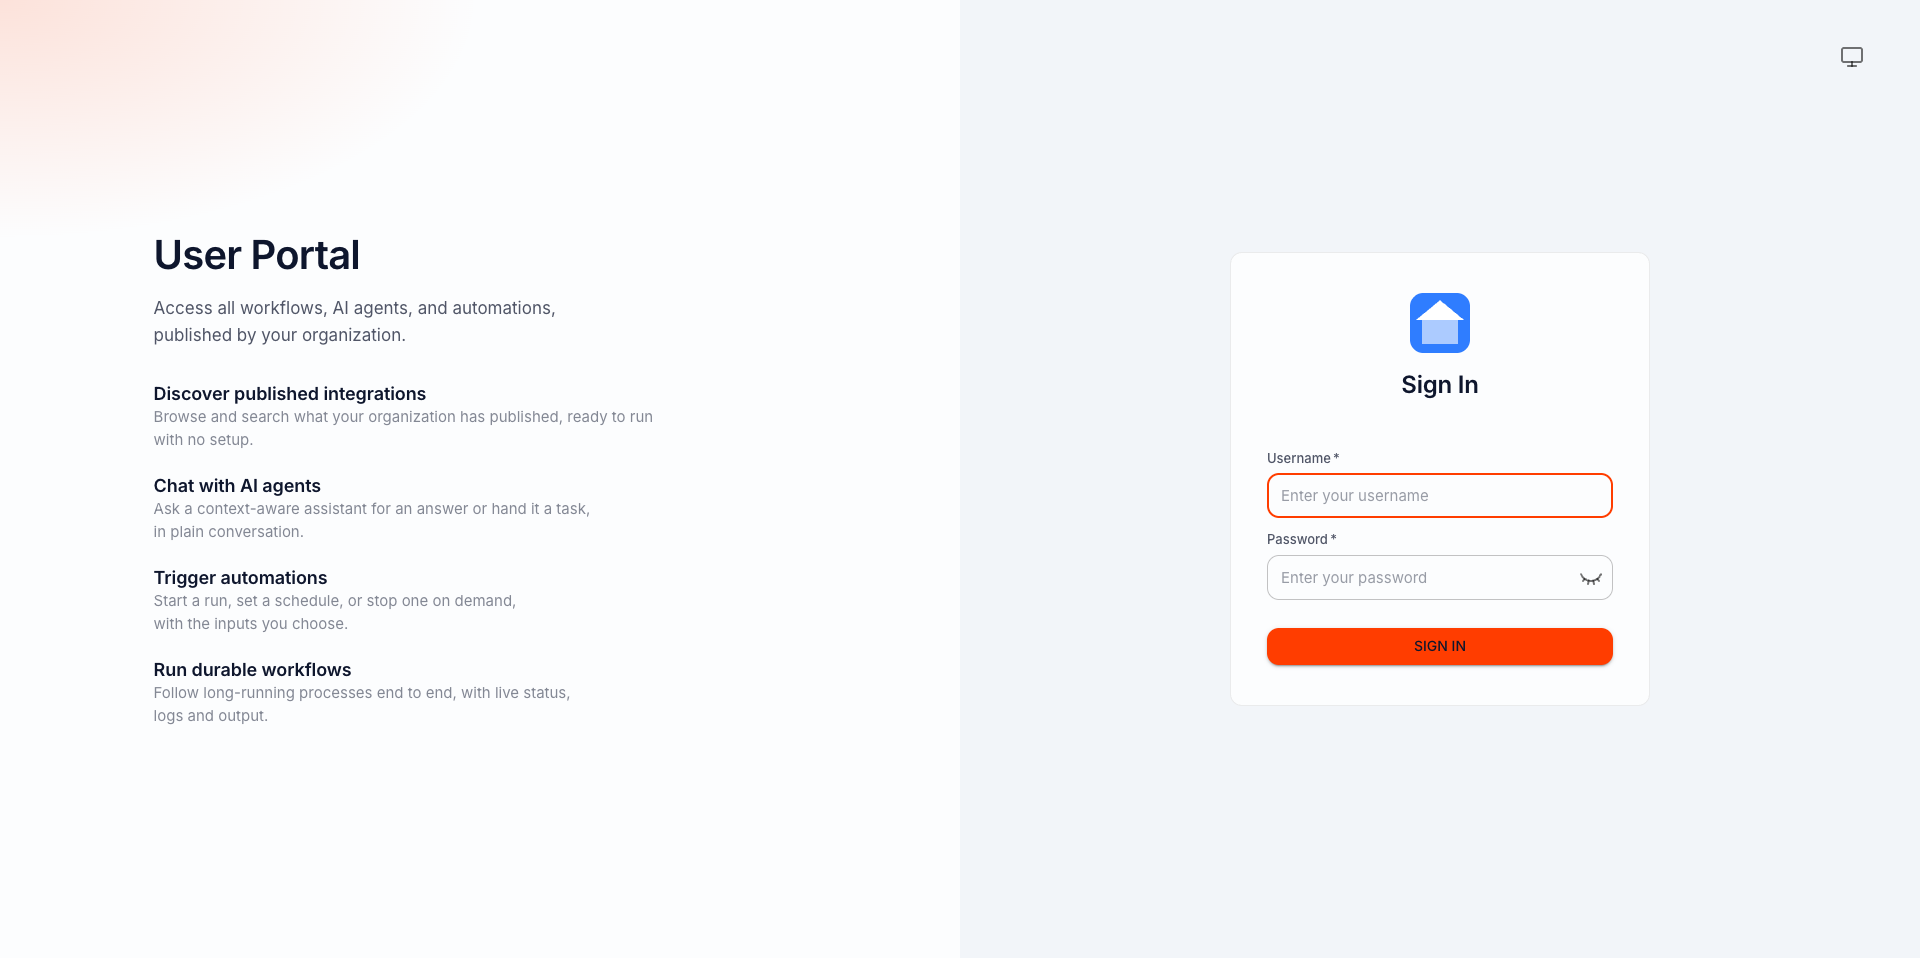 User Portal
Access all workflows, AI agents, and automations,
published by your organization.
Discover published integrations
Browse and search what your organization has published, ready to run
with no setup.
Chat with AI agents
Ask a context-aware assistant for an answer or hand it a task,
in plain conversation.
Trigger automations
Start a run, set a schedule, or stop one on demand,
with the inputs you choose.
Run durable workflows
Follow long-running processes end to end, with live status,
logs and output.
Sign In
Username *
Enter your username
Password *
Enter your password
SIGN IN